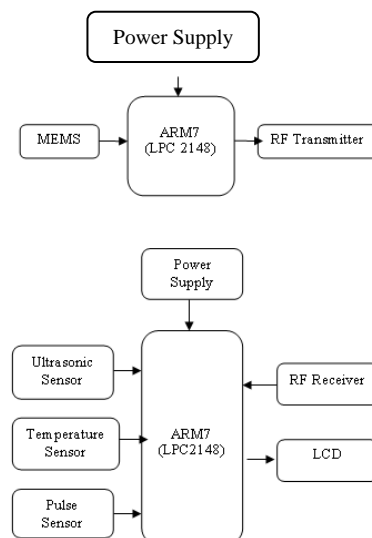 Power Supply
MEMS
ARM7
(LPC 2148)
RF Transmitter
Power
Supply
Ultrasonic
Sensor
Temperature
Sensor
Pulse
Sensor
ARM7
(LPC2148)
RF Receiver
LCD